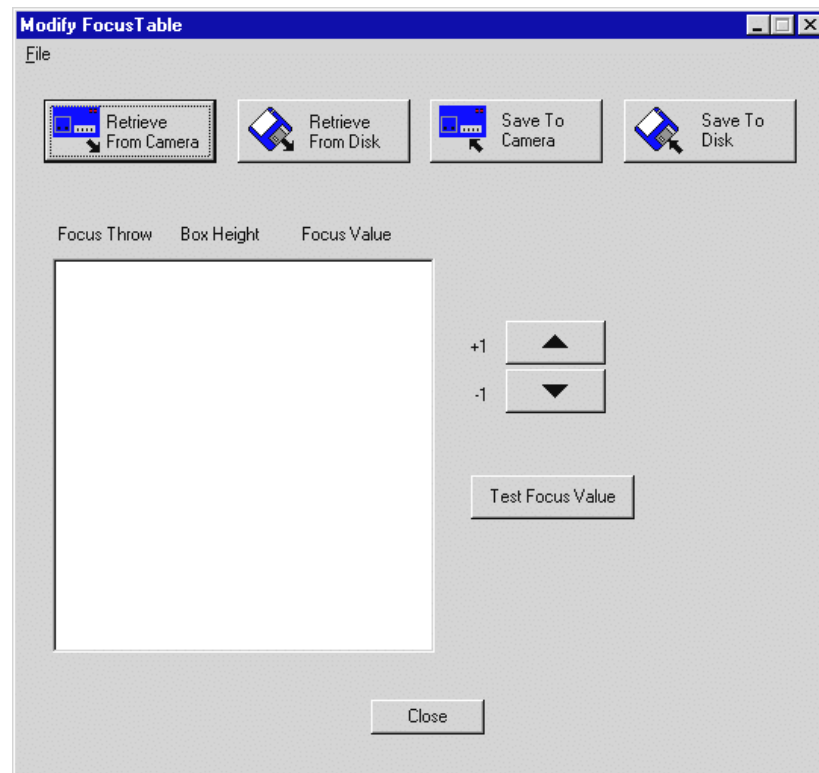 Modify FocusTable
File
Retrieve
From Camera
Retrieve
From Disk
Save To
Camera
Save To
Disk
Focus Throw Box Height Focus Value
+1
-1
Test Focus Value
Close